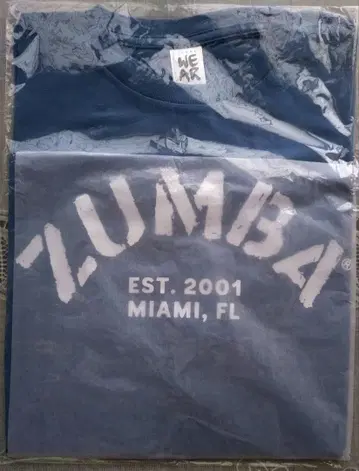 WE
AR
ZUMBA®
EST. 2001
MIAMI, FL